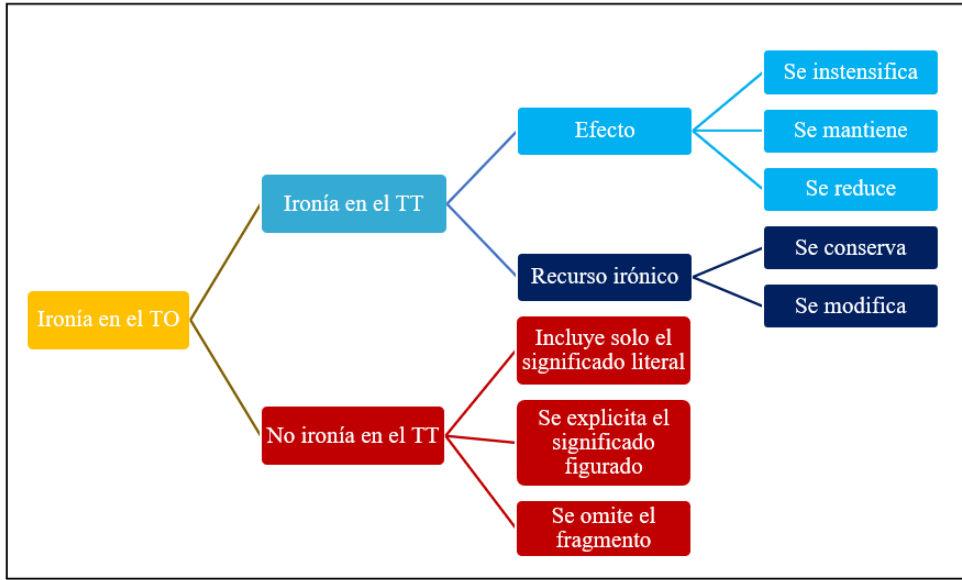 Ironía en el TO
Ironía en el TT
Efecto
Se instensifica
Se mantiene
Se reduce
Recurso irónico
Se conserva
Se modifica
No ironía en el TT
Incluye solo el
significado literal
Se explicita el
significado
figurado
Se omite el
fragmento